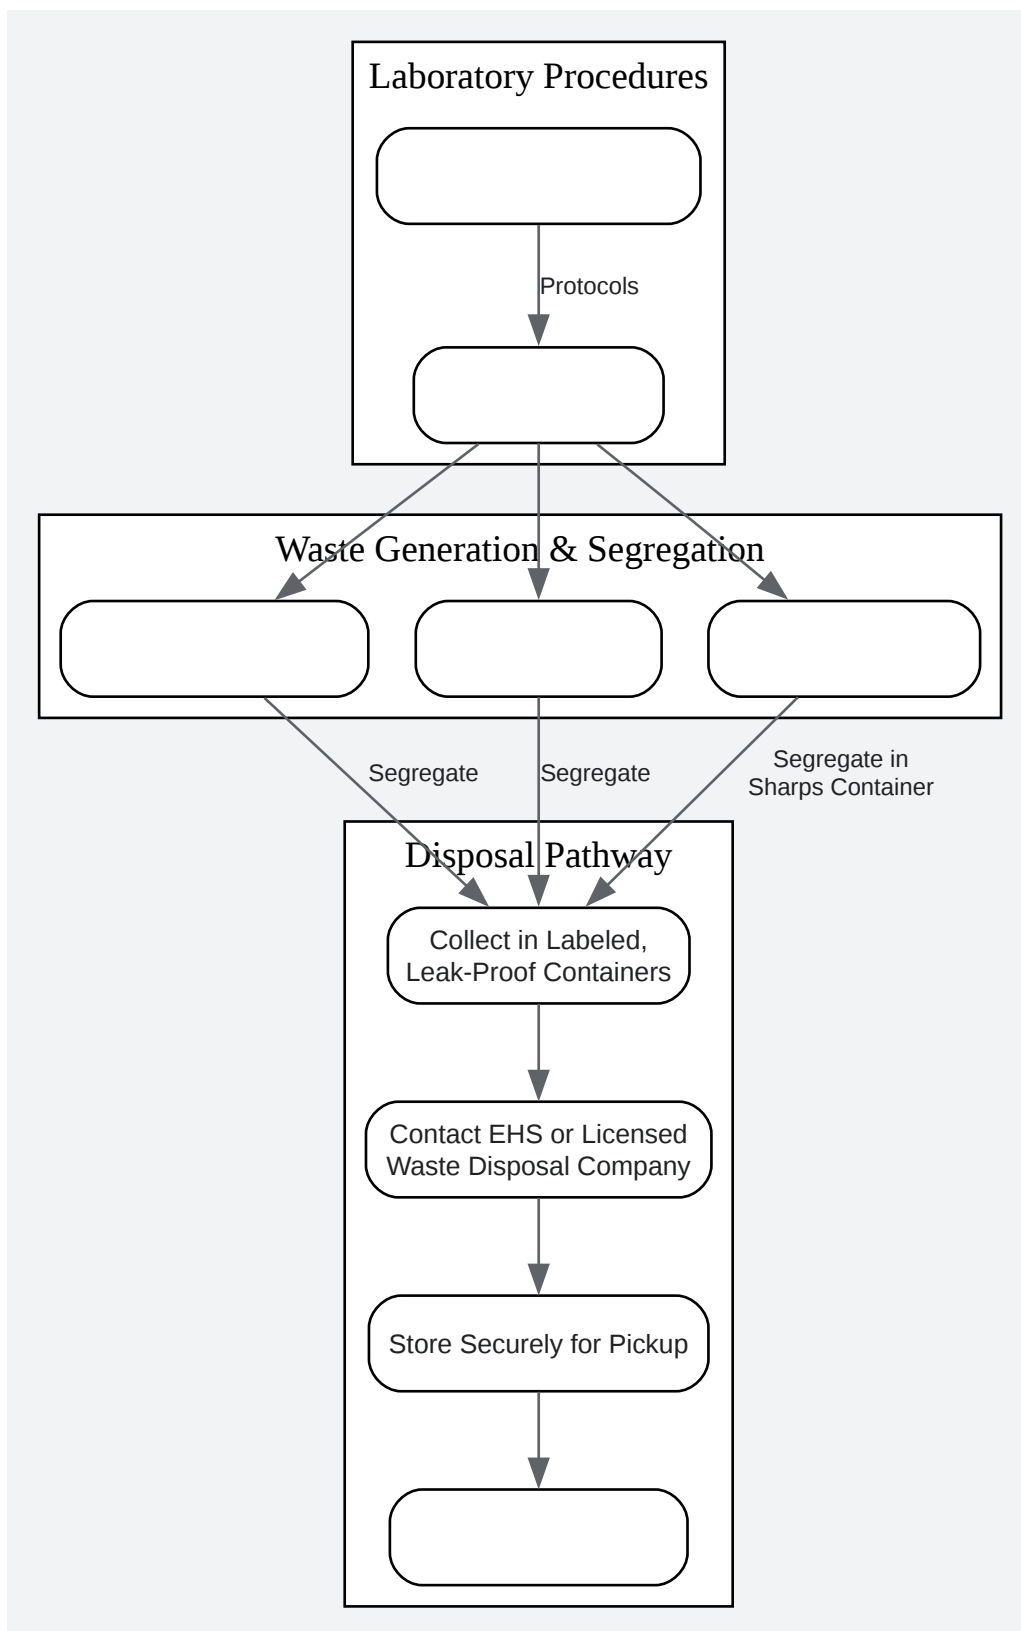 Laboratory Procedures
Protocols
Waste Generation & Segregation
Segregate
Segregate
Segregate in
Sharps Container
Disposal Pathway
Collect in Labeled,
Leak-Proof Containers
Contact EHS or Licensed
Waste Disposal Company
Store Securely for Pickup